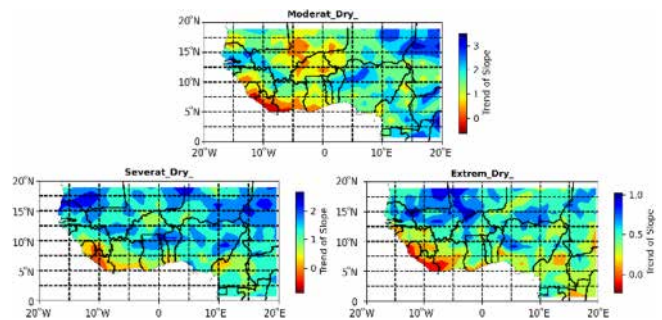 Moderat_Dry_
20°N
15°N
10°N
5°N
0°
20°W
10°W
0
10°E
20°E
3
2
1
0
Trend of Slope
Severat_Dry_
20°N
15°N
10°N
5°N
0°
20°W
10°W
0
10°E
20°E
2
1
0
Trend of Slope
Extrem_Dry_
20°N
15°N
10°N
5°N
0°
20°W
10°W
0
10°E
20°E
1.0
0.5
0.0
Trend of Slope